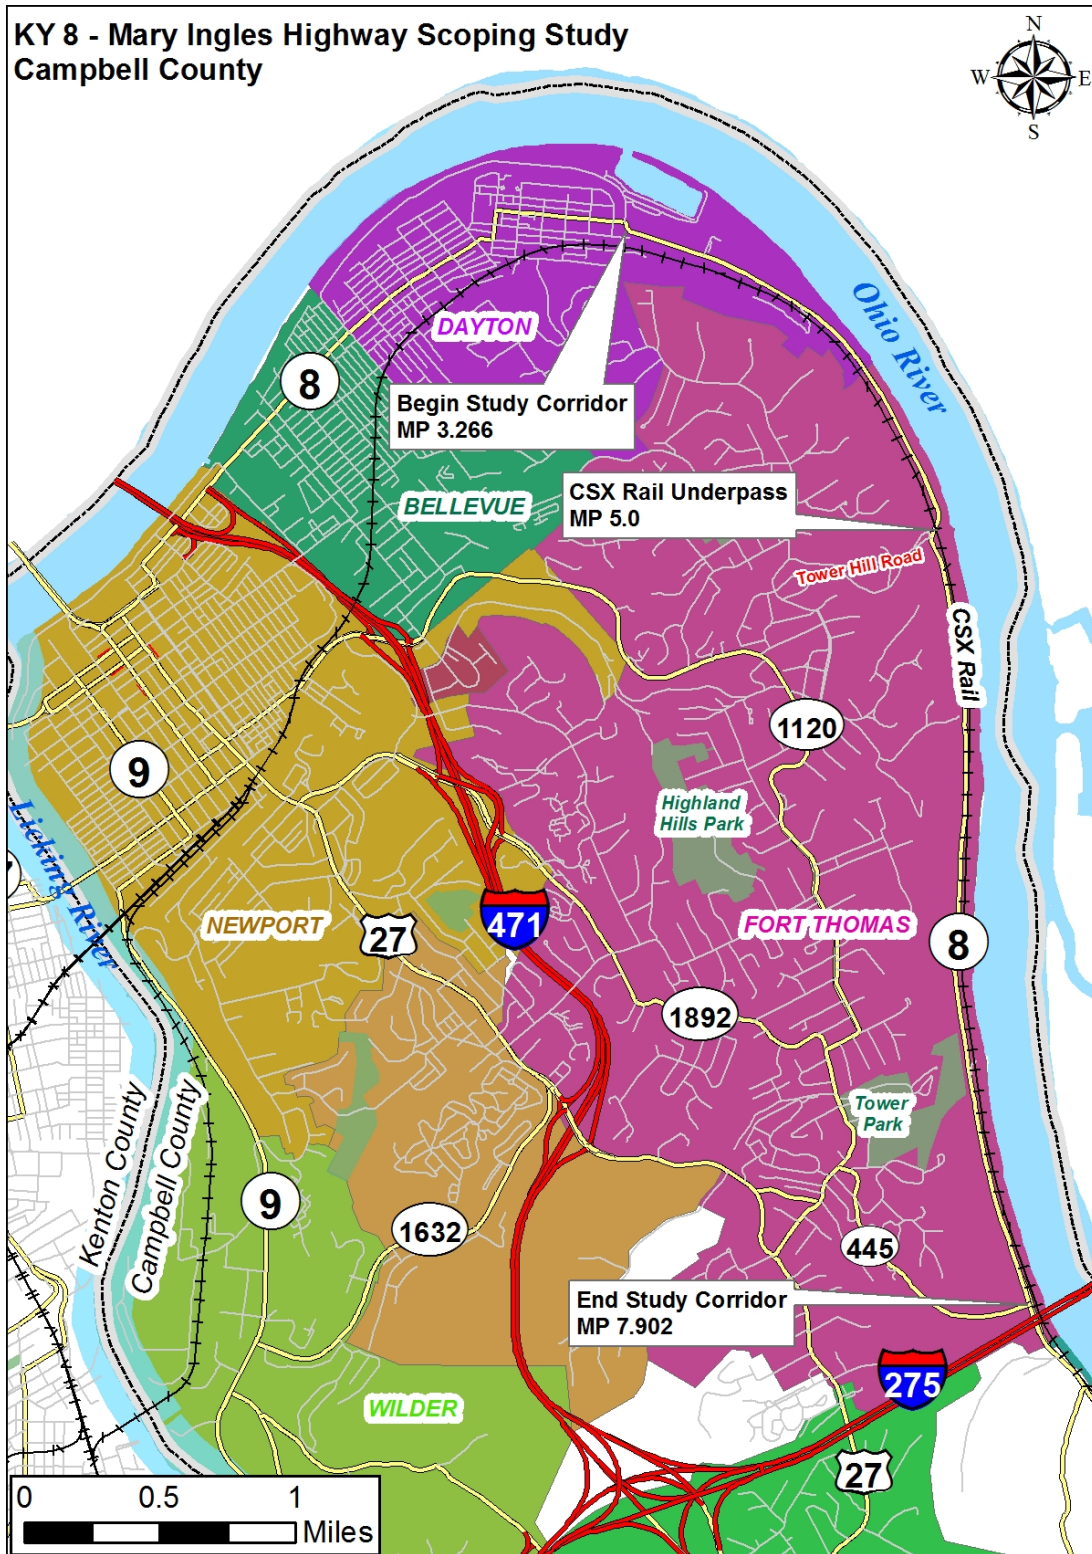 KY 8 - Mary Ingles Highway Scoping Study
Campbell County
N
W
E
S
Ohio River
DAYTON
8
Begin Study Corridor
MP 3.266
CSX Rail Underpass
MP 5.0
BELLEVUE
Tower Hill Road
CSX Rail
1120
9
Highland
Hills Park
Licking River
NEWPORT
27
471
FORT THOMAS
8
1892
Tower
Park
Kenton County
Campbell County
9
1632
445
End Study Corridor
MP 7.902
275
WILDER
27
0
0.5
1
Miles